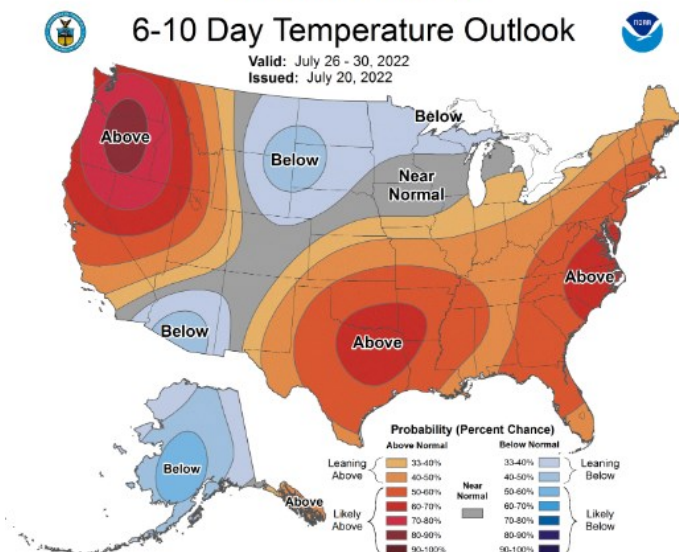 6-10 Day Temperature Outlook
Valid: July 26 - 30, 2022
Issued: July 20, 2022
NOAA
Above
Below
Below
Near
Normal
Above
Below
Above
Below
Above
Probability (Percent Chance)
Above Normal
Below Normal
Leaning
Above
33-40%
40-50%
Likely
Above
50-60%
60-70%
70-80%
80-90%
90-100%
Near
Normal
33-40%
40-50%
Leaning
Below
50-60%
60-70%
70-80%
80-90%
90-100%
Likely
Below